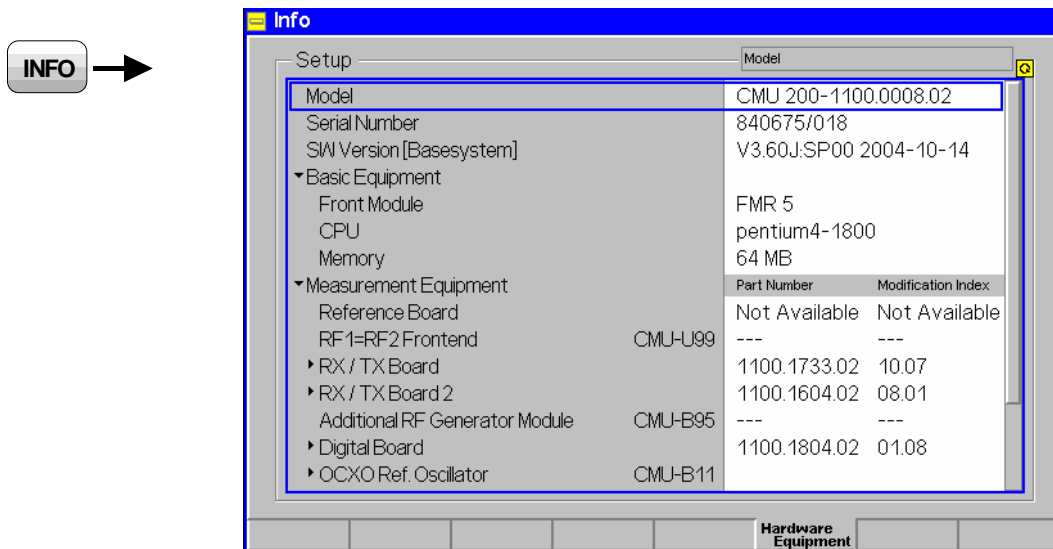 INFO
Info
Setup
Model
Model CMU 200-1100.0008.02
Serial Number 840675/018
S/W Version [Basesystem] V3.60J:SP00 2004-10-14
Basic Equipment
Front Module FMR 5
CPU pentium4-1800
Memory 64 MB
Measurement Equipment Part Number Modification Index
Reference Board Not Available Not Available
RF1=RF2 Frontend CMU-U99 --- ---
RX / TX Board 1100.1733.02 10.07
RX / TX Board 2 1100.1604.02 08.01
Additional RF Generator Module CMU-B95 --- ---
Digital Board 1100.1804.02 01.08
OCXO Ref. Oscillator CMU-B11
Hardware
Equipment